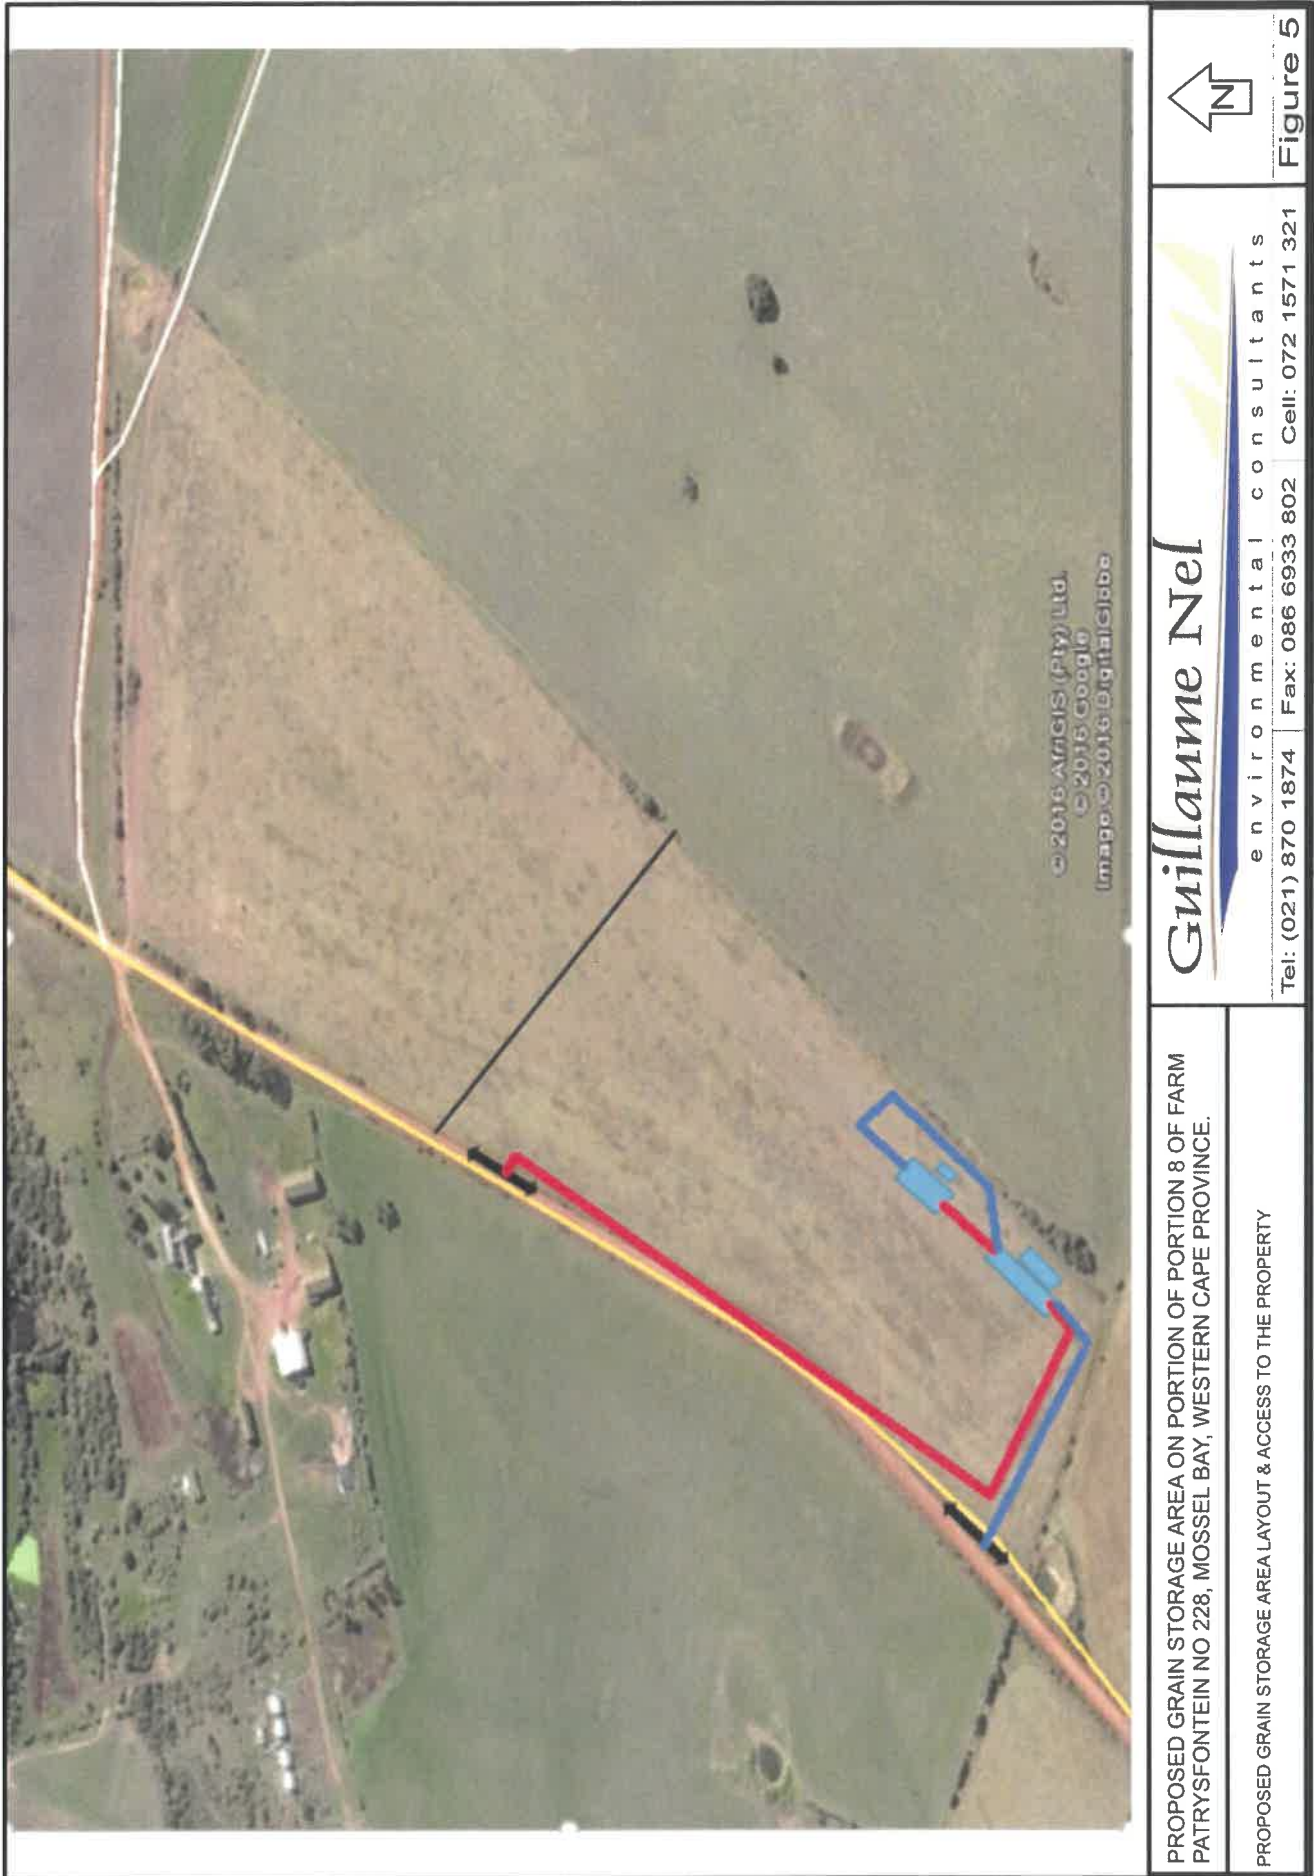 © 2016 AfriGIS (Pty) Ltd.
© 2016 Google
Image © 2016 DigitalGlobe
PROPOSED GRAIN STORAGE AREA ON PORTION OF PORTION 8 OF FARM
PATRYSFONTEIN NO 228, MOSSEL BAY, WESTERN CAPE PROVINCE.
PROPOSED GRAIN STORAGE AREA LAYOUT & ACCESS TO THE PROPERTY
Guillaume Nel
environmental consultants
Tel: (021) 870 1874 Fax: 086 6933 802 Cell: 072 1571 321
N
Figure 5